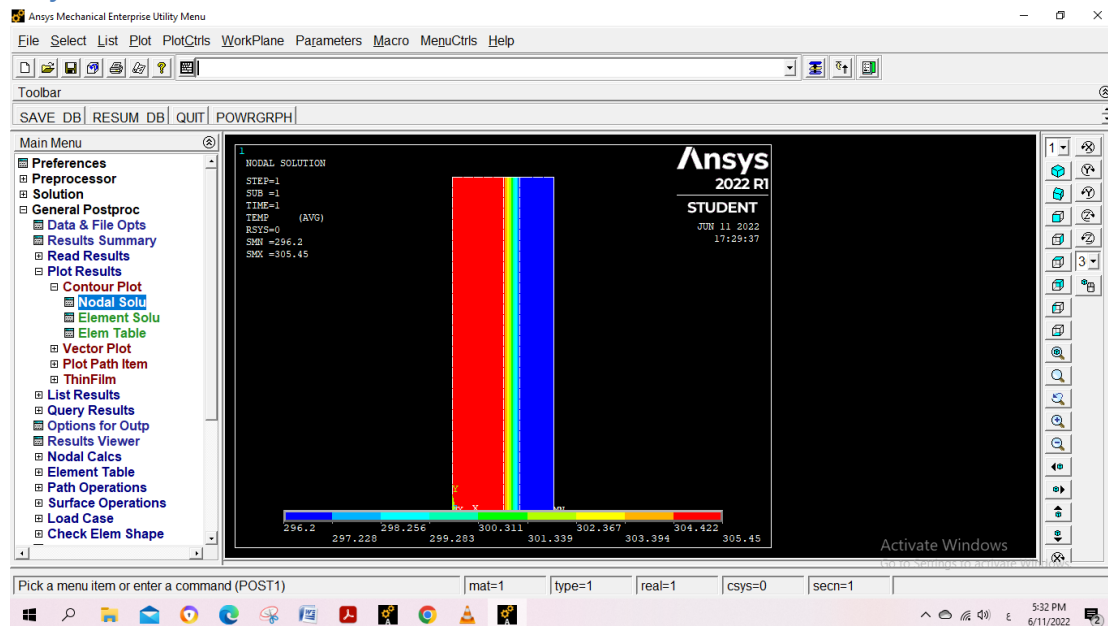 Ansys Mechanical Enterprise Utility Menu
File Select List Plot PlotCtrls WorkPlane Parameters Macro MenuCtrls Help
Toolbar
SAVE_DB RESUM_DB QUIT POWRGRPH
Main Menu
Preferences
Preprocessor
Solution
General Postproc
Data & File Opts
Results Summary
Read Results
Plot Results
Contour Plot
Nodal Solu
Element Solu
Elem Table
Vector Plot
Plot Path Item
ThinFilm
List Results
Query Results
Options for Outp
Results Viewer
Nodal Calcs
Element Table
Path Operations
Surface Operations
Load Case
Check Elem Shape
1
NODAL SOLUTION
STEP=1
SUB =1
TIME=1
TEMP (AVG)
RSYS=0
SMN =296.2
SMX =305.45
Ansys
2022 R1
STUDENT
JUN 11 2022
17:29:37
Y
X
296.2 298.256 300.311 302.367 304.422
297.228 299.283 301.339 303.394 305.45
1
3
Activate Windows
Go to Settings to activate Windows.
Pick a menu item or enter a command (POST1) mat=1 type=1 real=1 csys=0 secn=1
ع
5:32 PM
6/11/2022
2